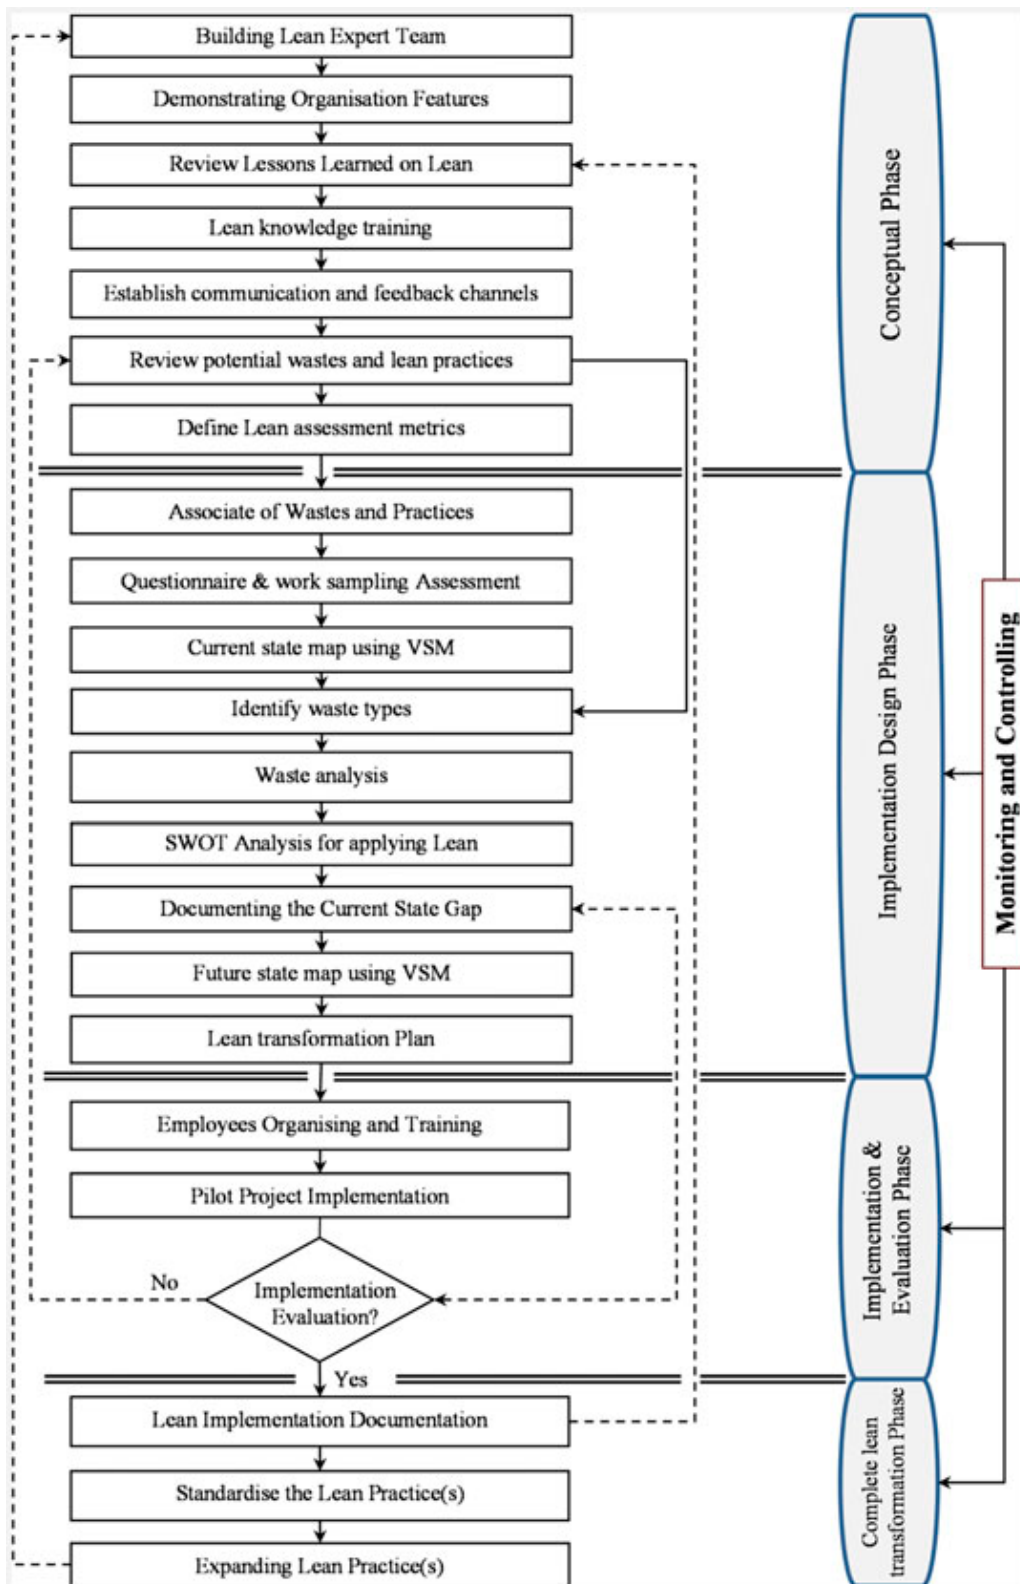 Building Lean Expert Team
Demonstrating Organisation Features
Review Lessons Learned on Lean
Lean knowledge training
Establish communication and feedback channels
Review potential wastes and lean practices
Define Lean assessment metrics
Conceptual Phase
Associate of Wastes and Practices
Questionnaire & work sampling Assessment
Current state map using VSM
Identify waste types
Waste analysis
SWOT Analysis for applying Lean
Documenting the Current State Gap
Future state map using VSM
Lean transformation Plan
Implementation Design Phase
Monitoring and Controlling
Employees Organising and Training
Pilot Project Implementation
No
Implementation
Evaluation?
Yes
Implementation &
Evaluation Phase
Lean Implementation Documentation
Standardise the Lean Practice(s)
Expanding Lean Practice(s)
Complete lean
transformation Phase